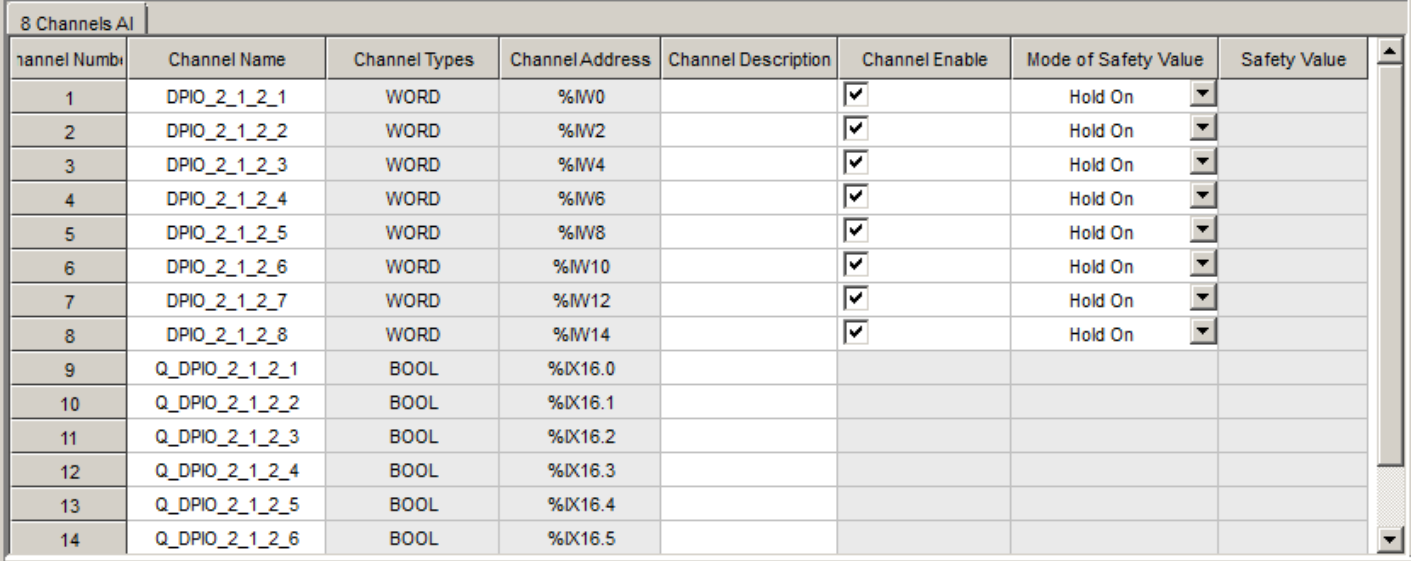 8 Channels AI
hannel Numb Channel Name Channel Types Channel Address Channel Description Channel Enable Mode of Safety Value Safety Value
1 DPIO_2_1_2_1 WORD %IW0 Hold On
2 DPIO_2_1_2_2 WORD %IW2 Hold On
3 DPIO_2_1_2_3 WORD %IW4 Hold On
4 DPIO_2_1_2_4 WORD %IW6 Hold On
5 DPIO_2_1_2_5 WORD %IW8 Hold On
6 DPIO_2_1_2_6 WORD %IW10 Hold On
7 DPIO_2_1_2_7 WORD %IW12 Hold On
8 DPIO_2_1_2_8 WORD %IW14 Hold On
9 Q_DPIO_2_1_2_1 BOOL %IX16.0
10 Q_DPIO_2_1_2_2 BOOL %IX16.1
11 Q_DPIO_2_1_2_3 BOOL %IX16.2
12 Q_DPIO_2_1_2_4 BOOL %IX16.3
13 Q_DPIO_2_1_2_5 BOOL %IX16.4
14 Q_DPIO_2_1_2_6 BOOL %IX16.5